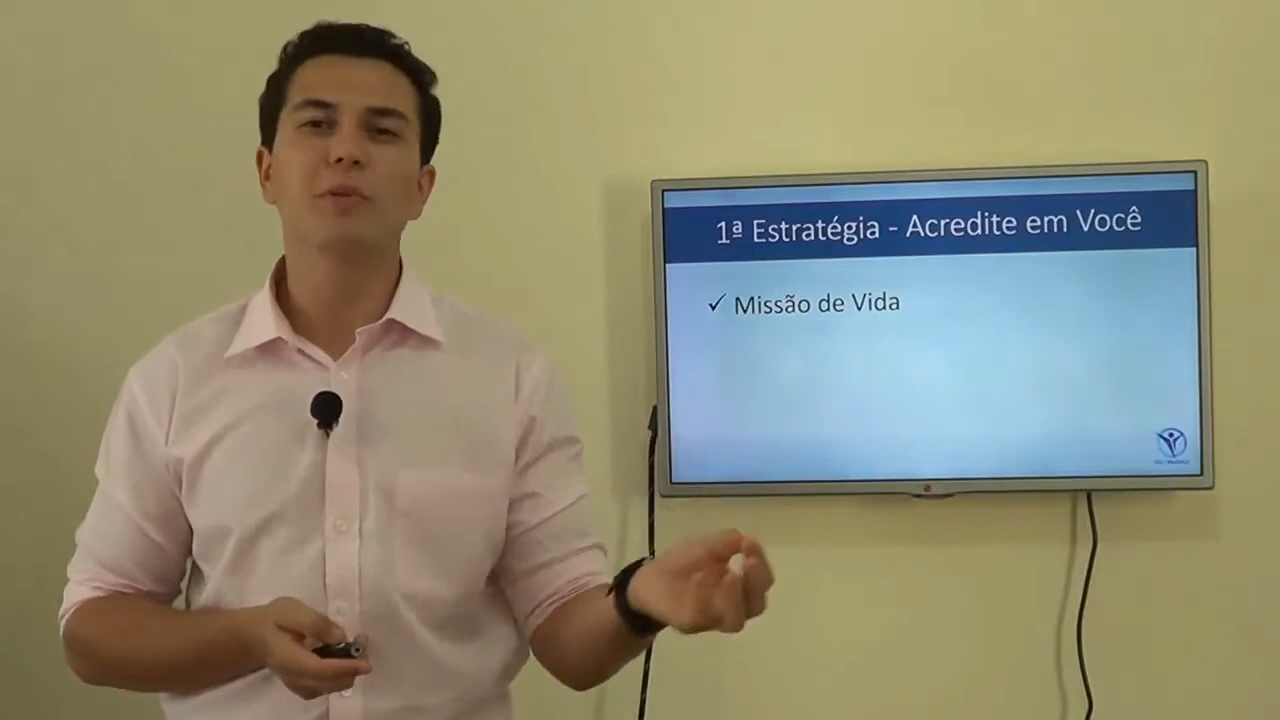 1ª Estratégia - Acredite em Você
✓ Missão de Vida